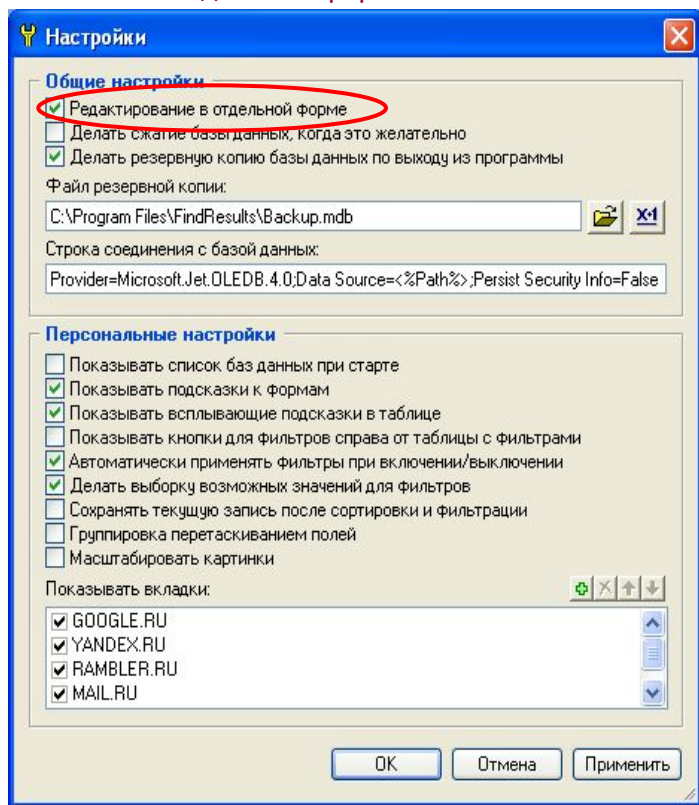 Настройки
Общие настройки
Редактирование в отдельной форме
Делать сжатие базы данных, когда это желательно
Делать резервную копию базы данных по выходу из программы
Файл резервной копии:
C:\Program Files\FindResults\Backup.mdb
Строка соединения с базой данных:
Provider=Microsoft.Jet.OLEDB.4.0;Data Source=<%Path%>;Persist Security Info=False
Персональные настройки
Показывать список баз данных при старте
Показывать подсказки к формам
Показывать всплывающие подсказки в таблице
Показывать кнопки для фильтров справа от таблицы с фильтрами
Автоматически применять фильтры при включении/выключении
Делать выборку возможных значений для фильтров
Сохранять текущую запись после сортировки и фильтрации
Группировка перетаскиванием полей
Масштабировать картинки
Показывать вкладки:
GOOGLE.RU
YANDEX.RU
RAMBLER.RU
MAIL.RU
OK
Отмена
Применить